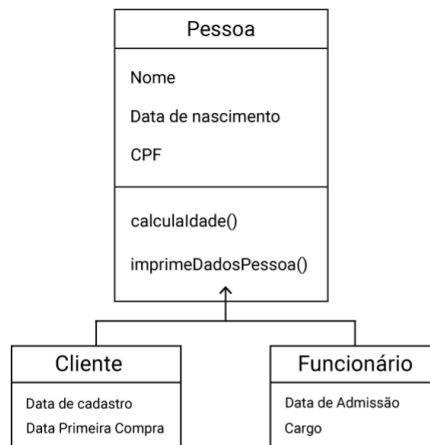 Pessoa
Nome
Data de nascimento
CPF
calculaIdade()
imprimeDadosPessoa()
Cliente
Data de cadastro
Data Primeira Compra
Funcionário
Data de Admissão
Cargo